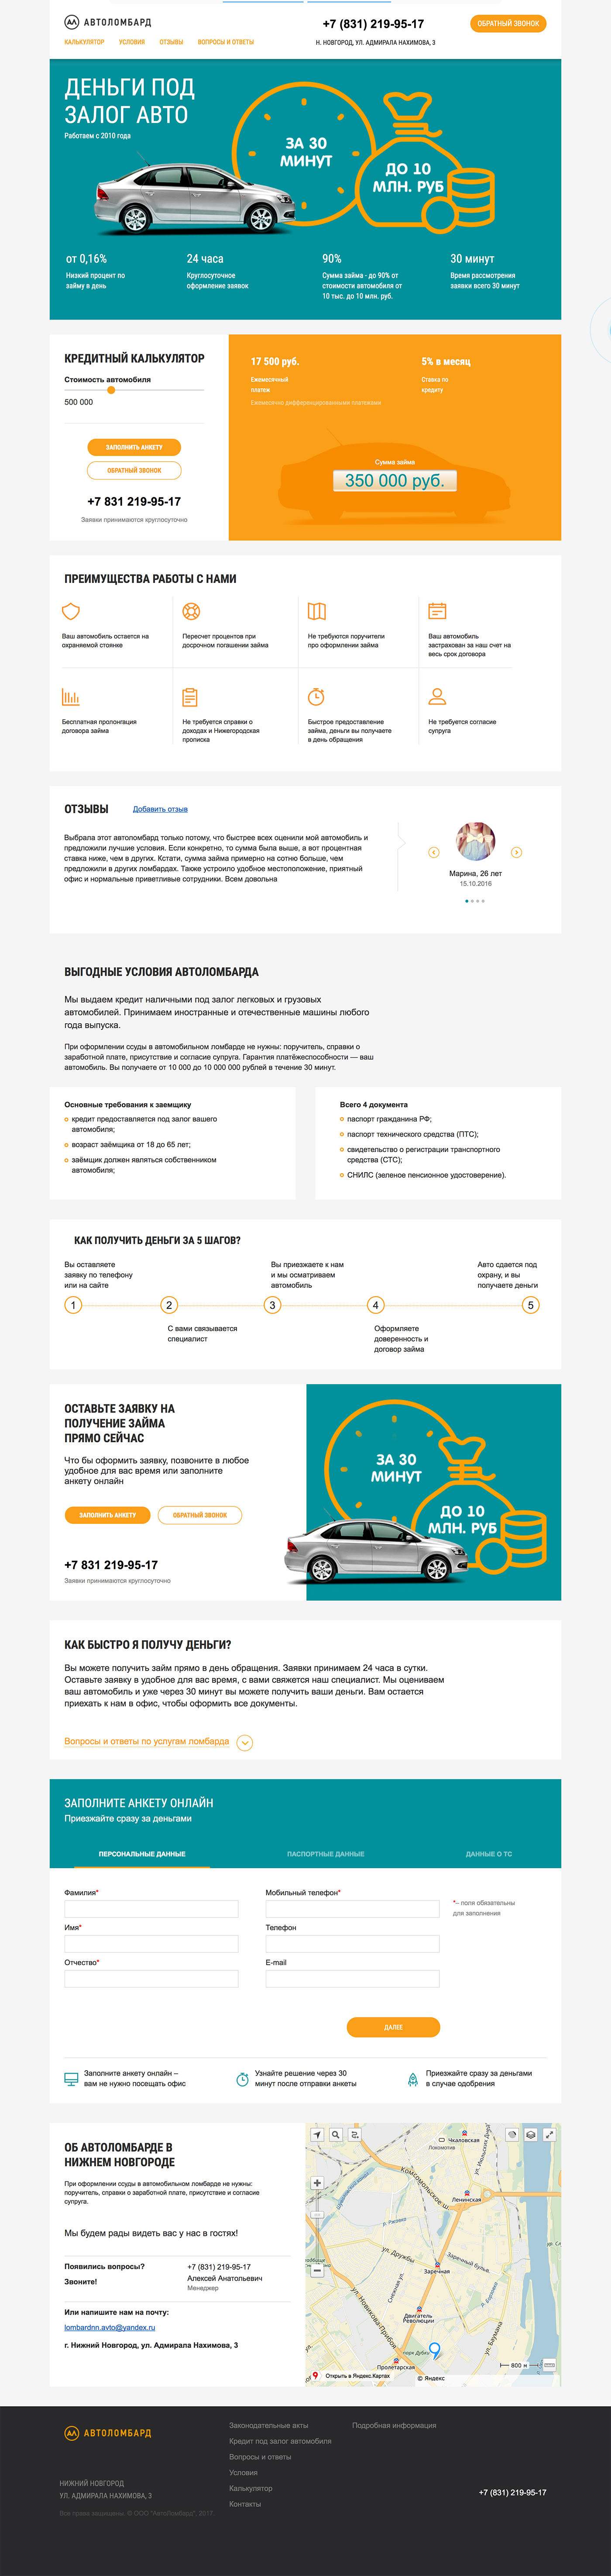 АВТОЛОМБАРД
+7 (831) 219-95-17
ОБРАТНЫЙ ЗВОНОК
КАЛЬКУЛЯТОР
УСЛОВИЯ
ОТЗЫВЫ
ВОПРОСЫ И ОТВЕТЫ
Н. НОВГОРОД, УЛ. АДМИРАЛА НАХИМОВА, 3
ДЕНЬГИ ПОД
ЗАЛОГ АВТО
Работаем с 2010 года
ЗА 30
МИНУТ
ДО 10
МЛН. РУБ
от 0,16%
Низкий процент по
займу в день
24 часа
Круглосуточное
оформление заявок
90%
Сумма займа - до 90% от
стоимости автомобиля от
10 тыс. до 10 млн. руб.
30 минут
Время рассмотрения
заявки всего 30 минут
КРЕДИТНЫЙ КАЛЬКУЛЯТОР
Стоимость автомобиля
500 000
ЗАПОЛНИТЬ АНКЕТУ
ОБРАТНЫЙ ЗВОНОК
+7 831 219-95-17
Заявки принимаются круглосуточно
17 500 руб.
Ежемесячный
платеж
Ежемесячно дифференцированными платежами
5% в месяц
Ставка по
кредиту
Сумма займа
350 000 руб.
ПРЕИМУЩЕСТВА РАБОТЫ С НАМИ
Ваш автомобиль остается на
охраняемой стоянке
Пересчет процентов при
досрочном погашении займа
Не требуются поручители
про оформлении займа
Ваш автомобиль
застрахован за наш счет на
весь срок договора
Бесплатная пролонгация
договора займа
Не требуется справки о
доходах и Нижегородская
прописка
Быстрое предоставление
займа, деньги вы получаете
в день обращения
Не требуется согласие
супруга
ОТЗЫВЫ
Добавить отзыв
Выбрала этот автоломбард только потому, что быстрее всех оценили мой автомобиль и
предложили лучшие условия. Если конкретно, то сумма была выше, а вот процентная
ставка ниже, чем в других. Кстати, сумма займа примерно на сотню больше, чем
предложили в других ломбардах. Также устроило удобное местоположение, приятный
офис и нормальные приветливые сотрудники. Всем довольна
Марина, 26 лет
15.10.2016
ВЫГОДНЫЕ УСЛОВИЯ АВТОЛОМБАРДА
Мы выдаем кредит наличными под залог легковых и грузовых
автомобилей. Принимаем иностранные и отечественные машины любого
года выпуска.
При оформлении ссуды в автомобильном ломбарде не нужны: поручитель, справки о
заработной плате, присутствие и согласие супруга. Гарантия платёжеспособности — ваш
автомобиль. Вы получаете от 10 000 до 10 000 000 рублей в течение 30 минут.
Основные требования к заемщику
кредит предоставляется под залог вашего
автомобиля;
возраст заёмщика от 18 до 65 лет;
заёмщик должен являться собственником
автомобиля;
Всего 4 документа
паспорт гражданина РФ;
паспорт технического средства (ПТС);
свидетельство о регистрации транспортного
средства (СТС);
СНИЛС (зеленое пенсионное удостоверение).
КАК ПОЛУЧИТЬ ДЕНЬГИ ЗА 5 ШАГОВ?
Вы оставляете
заявку по телефону
или на сайте
Вы приезжаете к нам
и мы осматриваем
автомобиль
Авто сдается под
охрану, и вы
получаете деньги
1
2
3
4
5
С вами связывается
специалист
Оформляете
доверенность и
договор займа
ОСТАВЬТЕ ЗАЯВКУ НА
ПОЛУЧЕНИЕ ЗАЙМА
ПРЯМО СЕЙЧАС
Что бы оформить заявку, позвоните в любое
удобное для вас время или заполните
анкету онлайн
ЗАПОЛНИТЬ АНКЕТУ
ОБРАТНЫЙ ЗВОНОК
+7 831 219-95-17
Заявки принимаются круглосуточно
ЗА 30
МИНУТ
ДО 10
МЛН. РУБ
КАК БЫСТРО Я ПОЛУЧУ ДЕНЬГИ?
Вы можете получить займ прямо в день обращения. Заявки принимаем 24 часа в сутки.
Оставьте заявку в удобное для вас время, с вами свяжется наш специалист. Мы оцениваем
ваш автомобиль и уже через 30 минут вы можете получить ваши деньги. Вам остается
приехать к нам в офис, чтобы оформить все документы.
Вопросы и ответы по услугам ломбарда
ЗАПОЛНИТЕ АНКЕТУ ОНЛАЙН
Приезжайте сразу за деньгами
ПЕРСОНАЛЬНЫЕ ДАННЫЕ
ПАСПОРТНЫЕ ДАННЫЕ
ДАННЫЕ О ТС
Фамилия*
Мобильный телефон*
*– поля обязательны
для заполнения
Имя*
Телефон
Отчество*
E-mail
ДАЛЕЕ
Заполните анкету онлайн –
вам не нужно посещать офис
Узнайте решение через 30
минут после отправки анкеты
Приезжайте сразу за деньгами
в случае одобрения
ОБ АВТОЛОМБАРДЕ В
НИЖНЕМ НОВГОРОДЕ
При оформлении ссуды в автомобильном ломбарде не нужны:
поручитель, справки о заработной плате, присутствие и согласие
супруга.
Мы будем рады видеть вас у нас в гостях!
Появились вопросы?
Звоните!
+7 (831) 219-95-17
Алексей Анатольевич
Менеджер
Или напишите нам на почту:
lombardnn.avto@yandex.ru
г. Нижний Новгород, ул. Адмирала Нахимова, 3
Чкаловская
Локомотив
Комсомольское ш.
ул. Июльских Дней
Ленинская
р. Ржавка
ул. Дружбы
Заречный бульв.
Заречная
Снежная ул.
ул. Новикова-Прибоя
Двигатель
Революции
ул. Баумана
парк Дубки
Пролетарская
800 м
Открыть в Яндекс.Картах
© Яндекс
АВТОЛОМБАРД
НИЖНИЙ НОВГОРОД
УЛ. АДМИРАЛА НАХИМОВА, 3
Все права защищены. © ООО "АвтоЛомбард", 2017.
Законодательные акты
Кредит под залог автомобиля
Вопросы и ответы
Условия
Калькулятор
Контакты
Подробная информация
+7 (831) 219-95-17